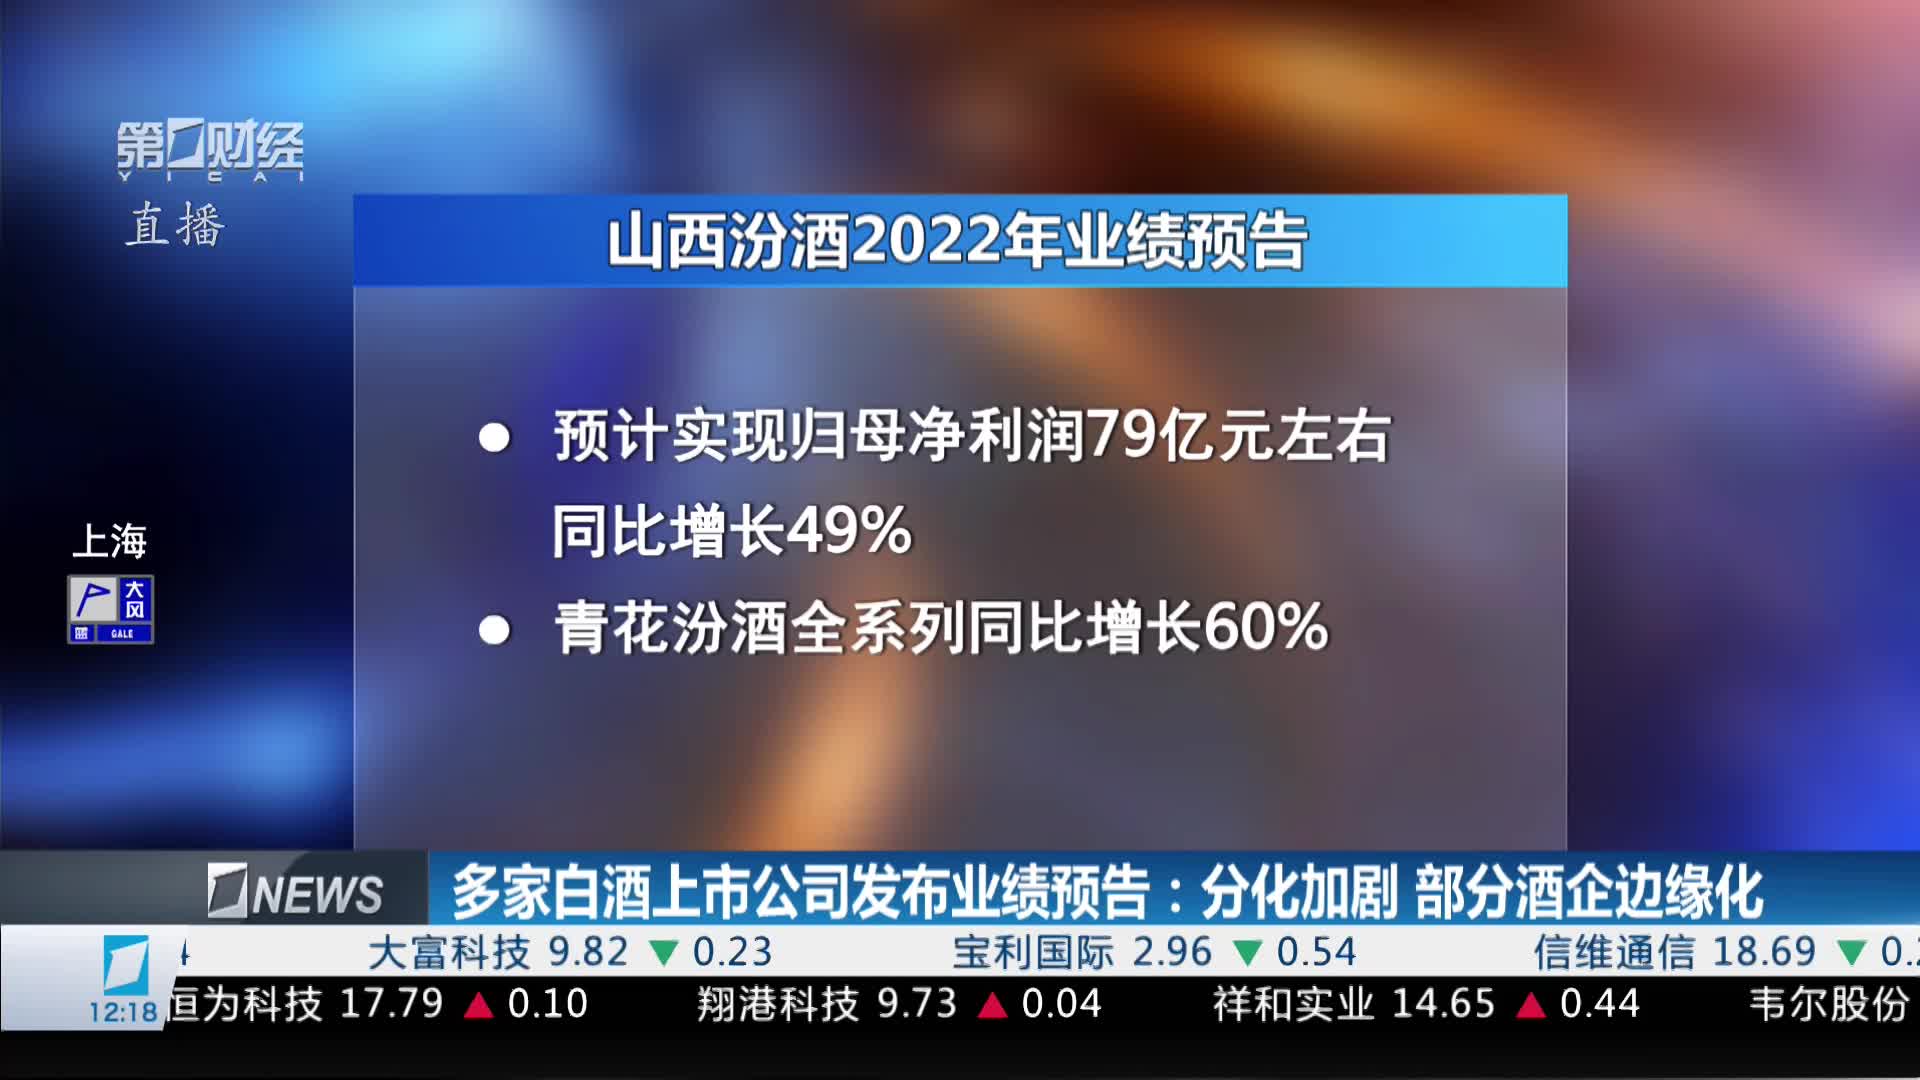 第一财经
YICAI
直播
山西汾酒2022年业绩预告
● 预计实现归母净利润79亿元左右
同比增长49%
● 青花汾酒全系列同比增长60%
上海
大风
蓝 GALE
NEWS
多家白酒上市公司发布业绩预告：分化加剧 部分酒企边缘化
4 大富科技 9.82 ▼ 0.23 宝利国际 2.96 ▼ 0.54 信维通信 18.69 ▼ 0.2
12:18
恒为科技 17.79 ▲ 0.10 翔港科技 9.73 ▲ 0.04 祥和实业 14.65 ▲ 0.44 韦尔股份